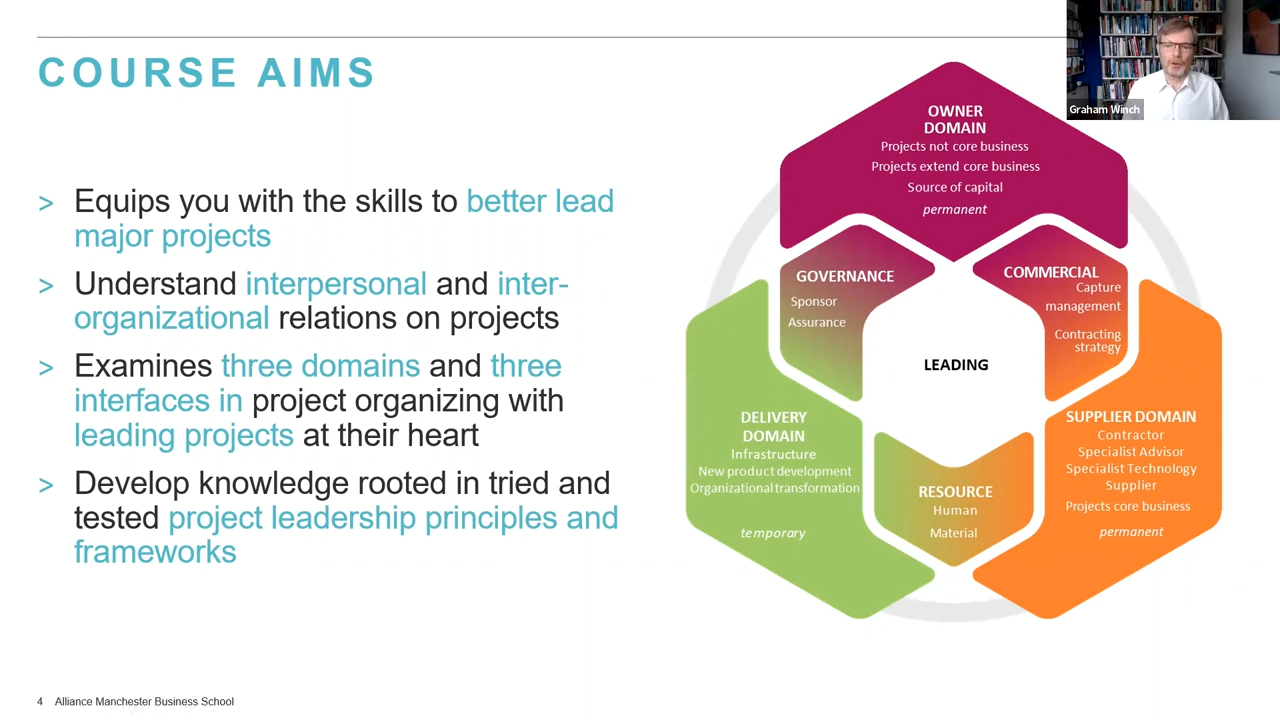 COURSE AIMS
> Equips you with the skills to better lead
major projects
> Understand interpersonal and inter-
organizational relations on projects
> Examines three domains and three
interfaces in project organizing with
leading projects at their heart
> Develop knowledge rooted in tried and
tested project leadership principles and
frameworks
OWNER
DOMAIN
Projects not core business
Projects extend core business
Source of capital
permanent
GOVERNANCE
Sponsor
Assurance
COMMERCIAL
Capture
management
Contracting
strategy
LEADING
DELIVERY
DOMAIN
Infrastructure
New product development
Organizational transformation
temporary
RESOURCE
Human
Material
SUPPLIER DOMAIN
Contractor
Specialist Advisor
Specialist Technology
Supplier
Projects core business
permanent
Graham Winch
4 Alliance Manchester Business School